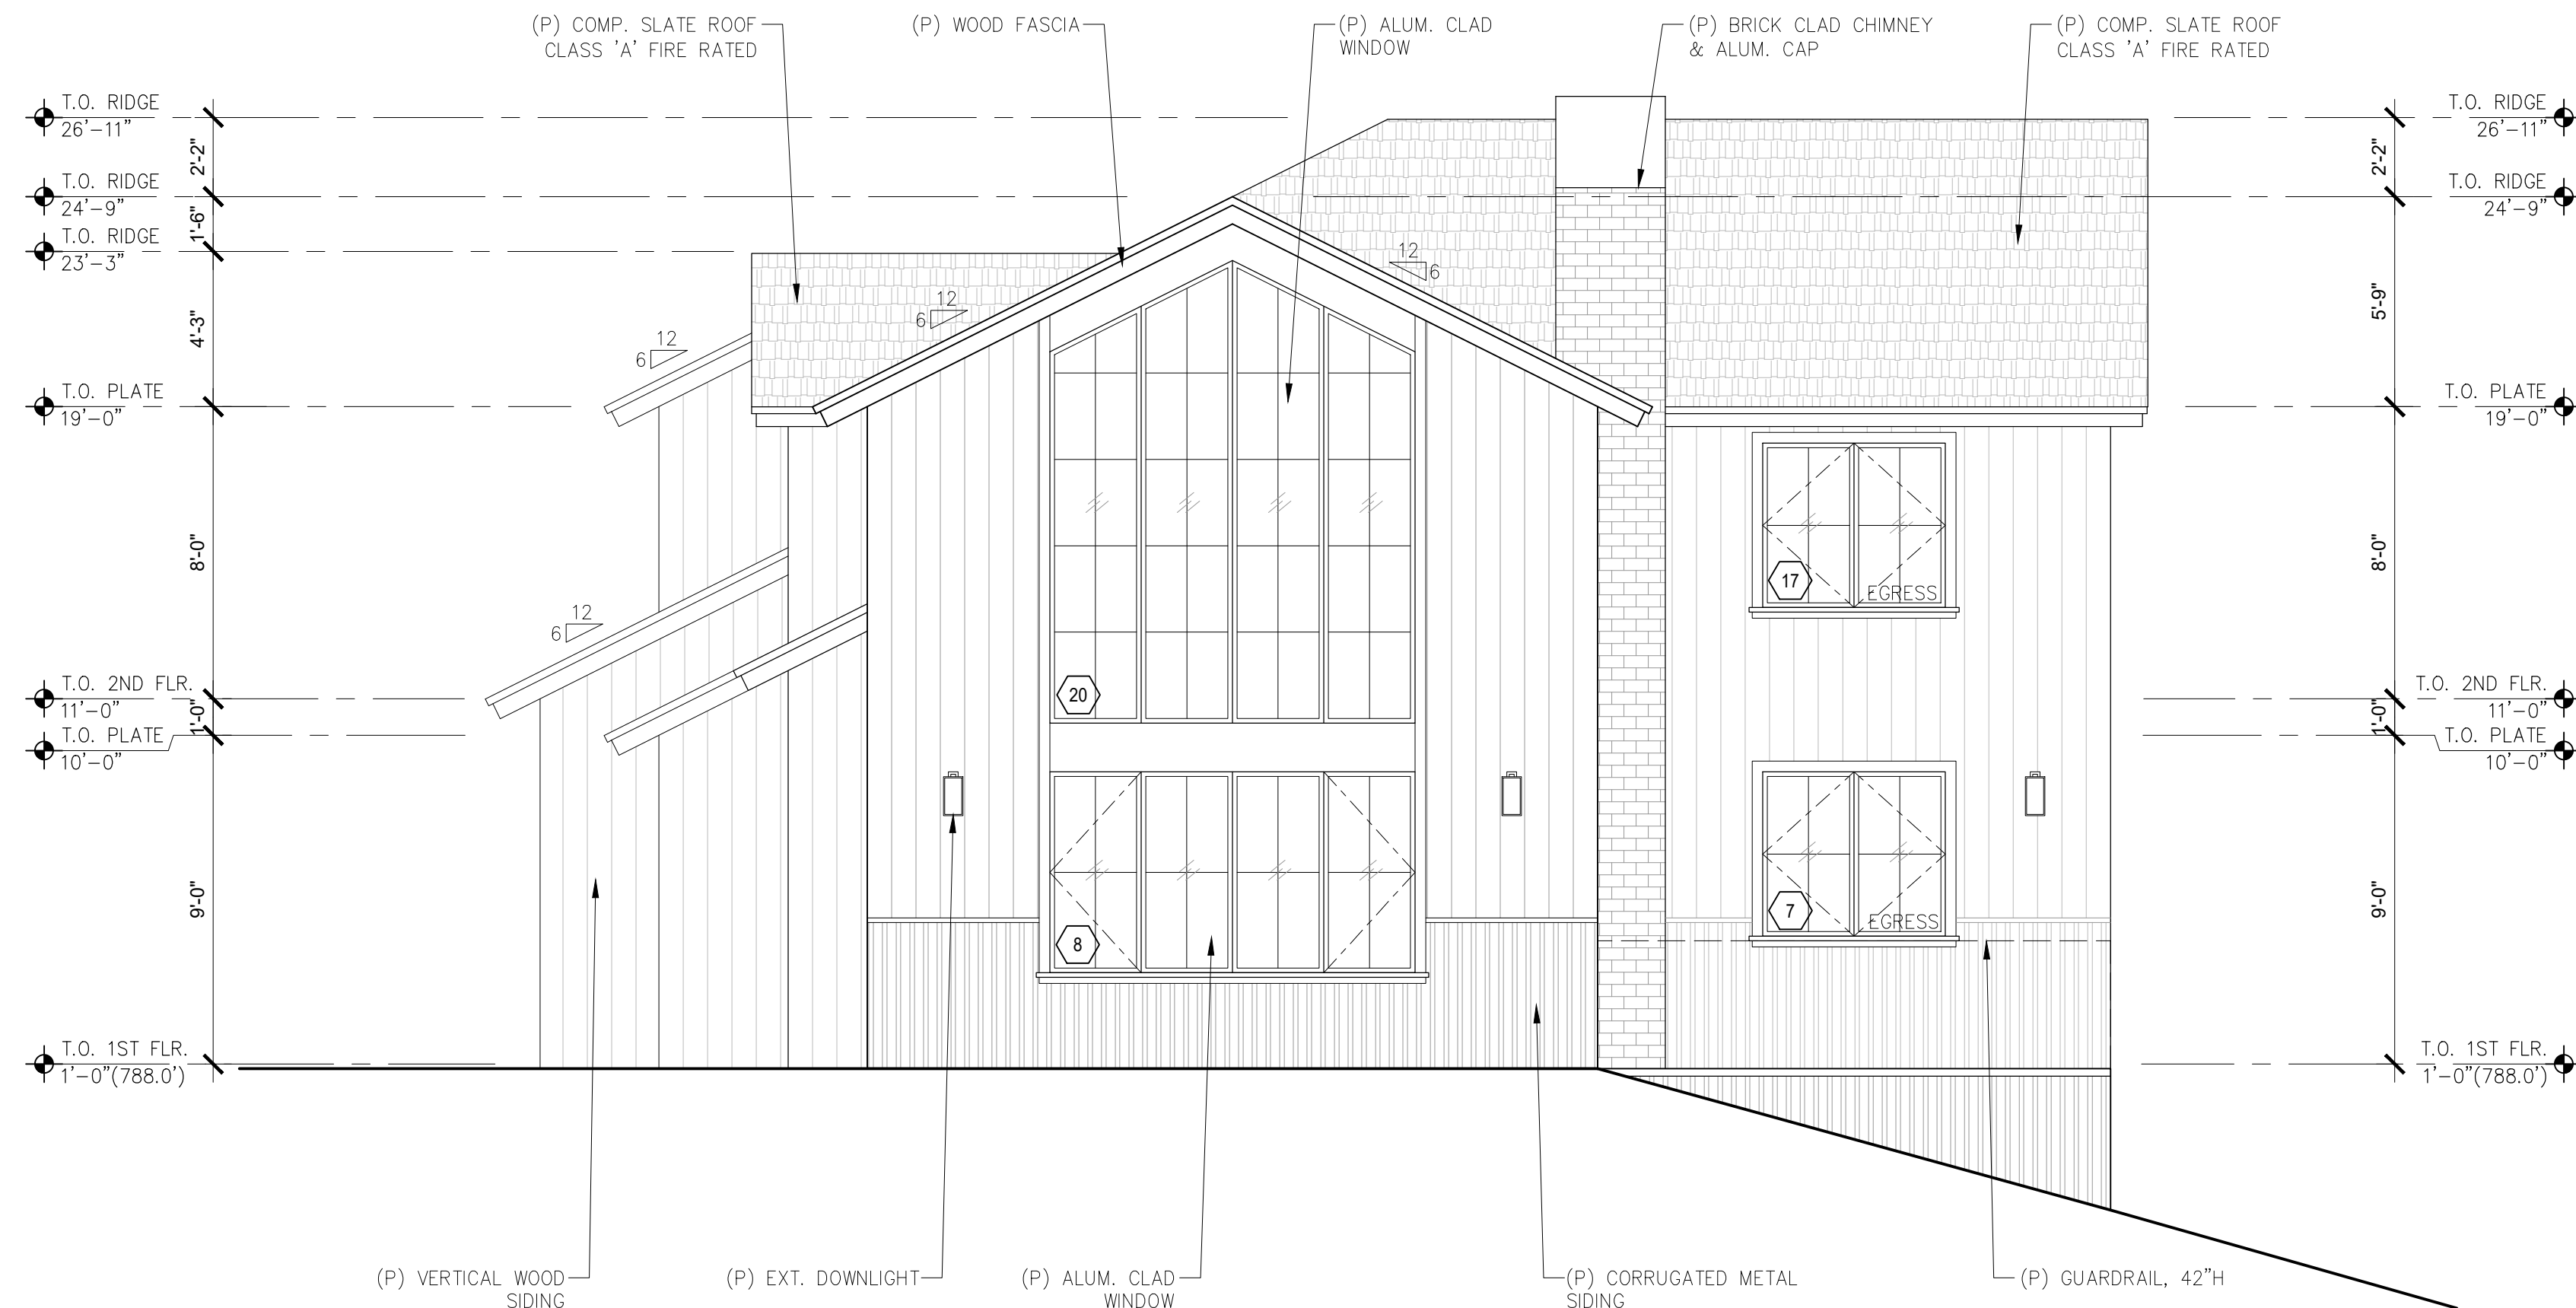 (P) COMP. SLATE ROOF
CLASS 'A' FIRE RATED
(P) WOOD FASCIA
(P) ALUM. CLAD
WINDOW
(P) BRICK CLAD CHIMNEY
& ALUM. CAP
(P) COMP. SLATE ROOF
CLASS 'A' FIRE RATED
T.O. RIDGE
26'-11"
2'-2"
T.O. RIDGE
24'-9"
1'-6"
T.O. RIDGE
23'-3"
4'-3"
T.O. PLATE
19'-0"
8'-0"
T.O. 2ND FLR.
11'-0"
1'-0"
T.O. PLATE
10'-0"
9'-0"
T.O. 1ST FLR.
1'-0"(788.0')
12
6
12
6
12
6
12
6
20
8
17
EGRESS
7
EGRESS
T.O. RIDGE
26'-11"
2'-2"
T.O. RIDGE
24'-9"
5'-9"
T.O. PLATE
19'-0"
8'-0"
T.O. 2ND FLR.
11'-0"
1'-0"
T.O. PLATE
10'-0"
9'-0"
T.O. 1ST FLR.
1'-0"(788.0')
(P) VERTICAL WOOD
SIDING
(P) EXT. DOWNLIGHT
(P) ALUM. CLAD
WINDOW
(P) CORRUGATED METAL
SIDING
(P) GUARDRAIL, 42"H